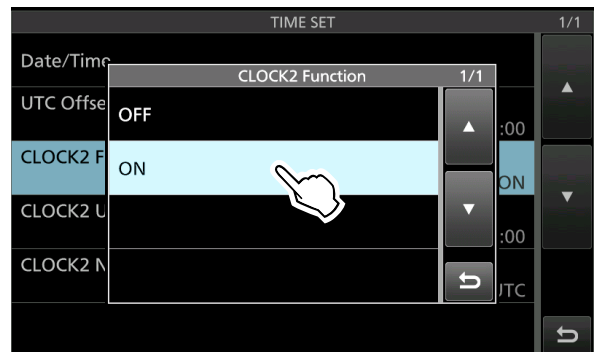 TIME SET 1/1
Date/Time
CLOCK2 Function 1/1
UTC Offse
OFF
:00
CLOCK2 F
ON
ON
CLOCK2 U
:00
CLOCK2 N
UTC